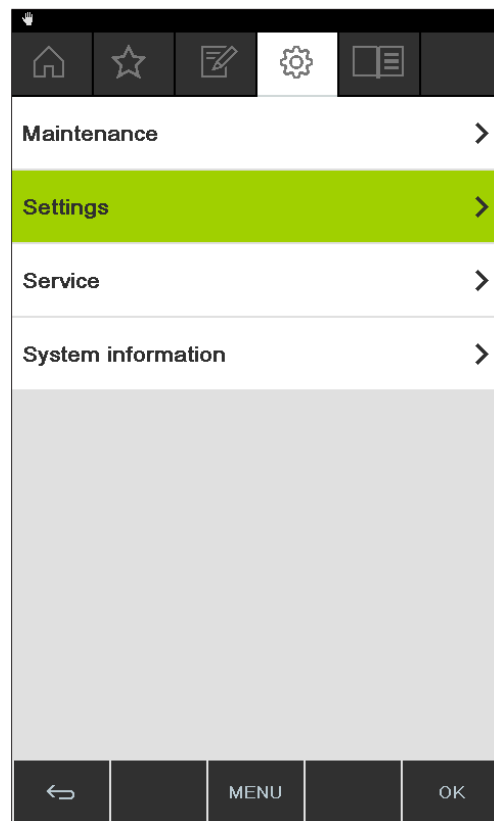 Maintenance
Settings
Service
System information
MENU
OK